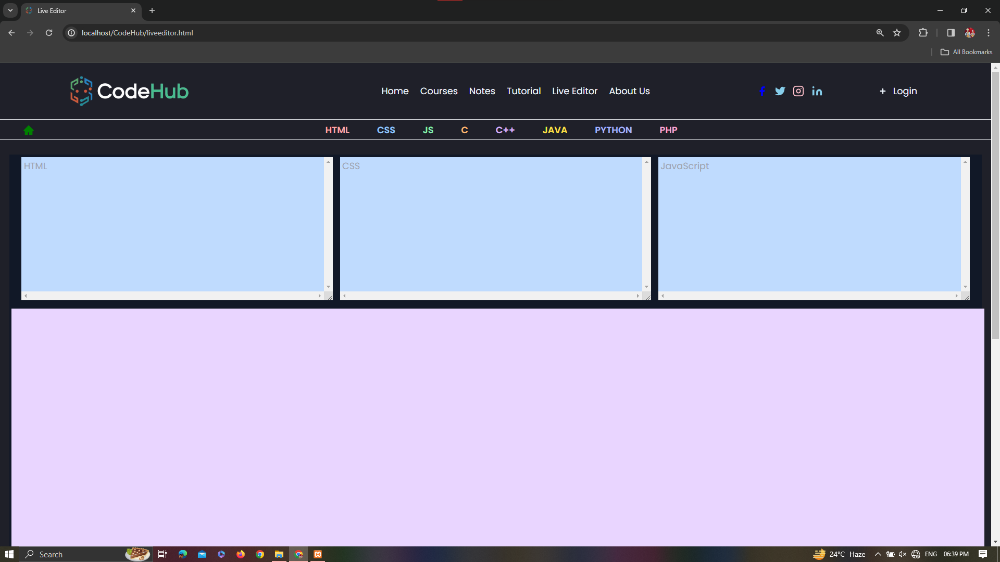 Live Editor
localhost/CodeHub/liveeditor.html
All Bookmarks
CodeHub
Home Courses Notes Tutorial Live Editor About Us
+ Login
HTML CSS JS C C++ JAVA PYTHON PHP
HTML CSS JavaScript
Search
24°C Haze ENG 06:39 PM